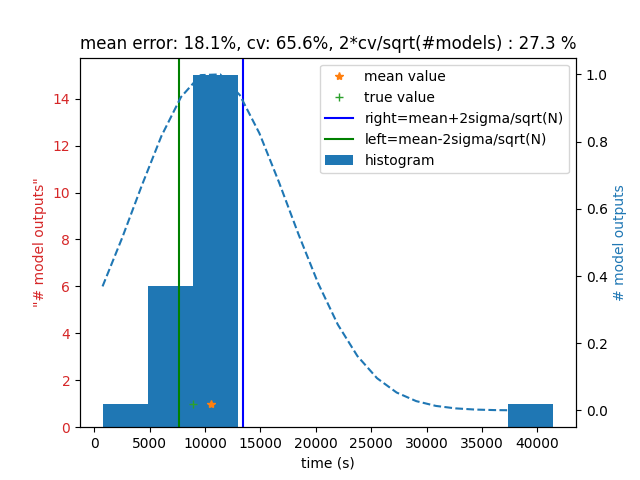 mean error: 18.1%, cv: 65.6%, 2*cv/sqrt(#models) : 27.3 %
mean value
true value
right=mean+2sigma/sqrt(N)
left=mean-2sigma/sqrt(N)
histogram
14
12
10
8
6
4
2
0
"# model outputs"
1.0
0.8
0.6
0.4
0.2
0.0
# model outputs
0 5000 10000 15000 20000 25000 30000 35000 40000
time (s)